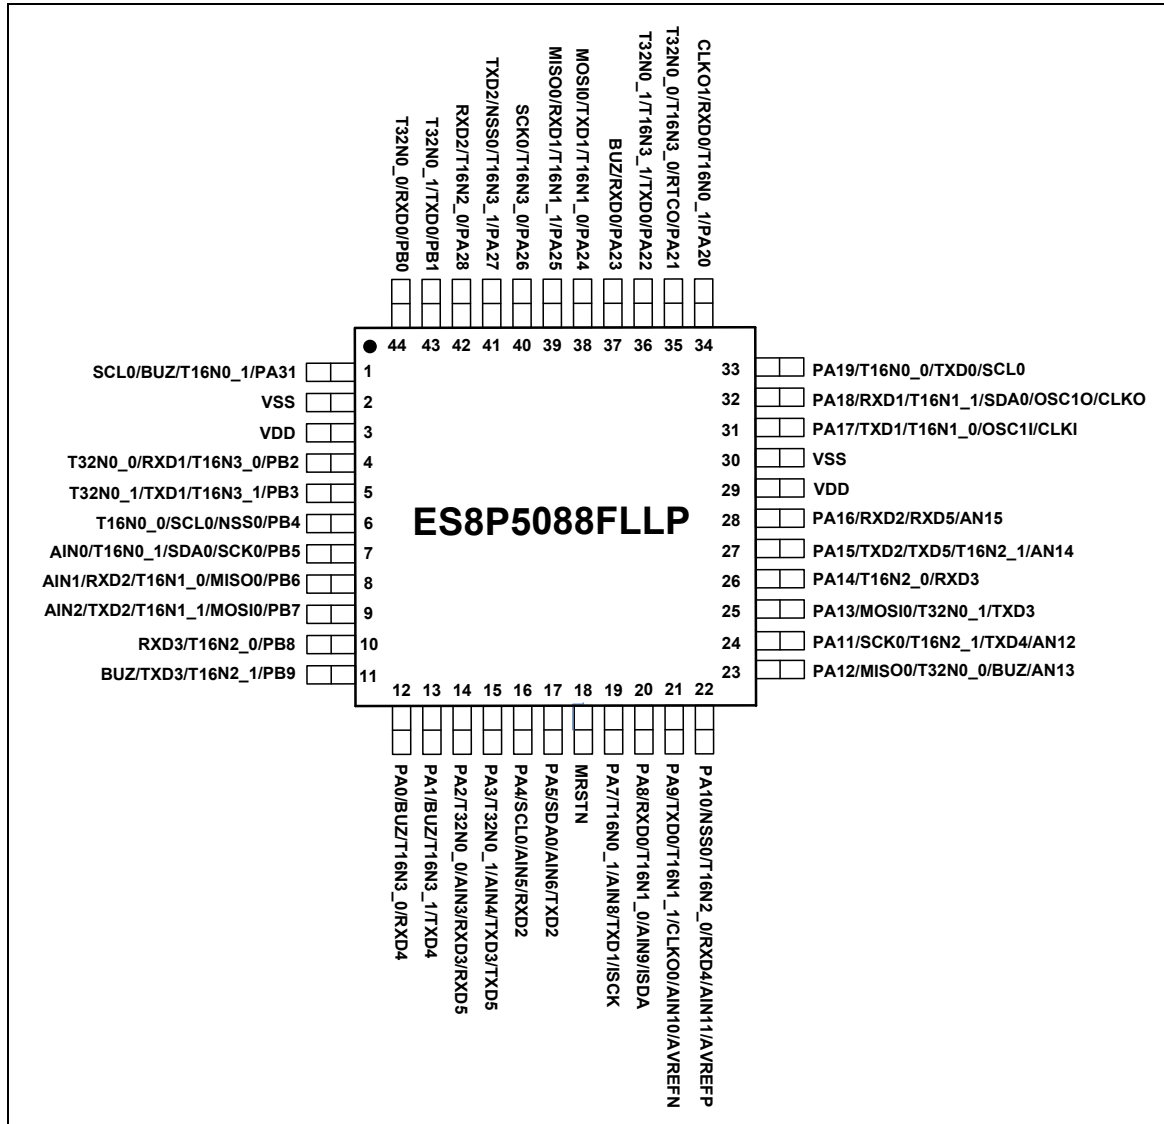 T32N0_0/RXD0/PB0
T32N0_1/TXD0/PB1
RXD2/T16N2_0/PA28
TXD2/NSS0/T16N3_1/PA27
SCK0/T16N3_0/PA26
MISO0/RXD1/T16N1_1/PA25
MOSI0/TXD1/T16N1_0/PA24
BUZ/RXD0/PA23
T32N0_1/T16N3_1/TXD0/PA22
T32N0_0/T16N3_0/RTCO/PA21
CLKO1/RXD0/T16N0_1/PA20
44 43 42 41 40 39 38 37 36 35 34
SCL0/BUZ/T16N0_1/PA31 1
VSS 2
VDD 3
T32N0_0/RXD1/T16N3_0/PB2 4
T32N0_1/TXD1/T16N3_1/PB3 5
T16N0_0/SCL0/NSS0/PB4 6
AIN0/T16N0_1/SDA0/SCK0/PB5 7
AIN1/RXD2/T16N1_0/MISO0/PB6 8
AIN2/TXD2/T16N1_1/MOSI0/PB7 9
RXD3/T16N2_0/PB8 10
BUZ/TXD3/T16N2_1/PB9 11
ES8P5088FLLP
33 PA19/T16N0_0/TXD0/SCL0
32 PA18/RXD1/T16N1_1/SDA0/OSC1O/CLKO
31 PA17/TXD1/T16N1_0/OSC1I/CLKI
30 VSS
29 VDD
28 PA16/RXD2/RXD5/AN15
27 PA15/TXD2/TXD5/T16N2_1/AN14
26 PA14/T16N2_0/RXD3
25 PA13/MOSI0/T32N0_1/TXD3
24 PA11/SCK0/T16N2_1/TXD4/AN12
23 PA12/MISO0/T32N0_0/BUZ/AN13
12 13 14 15 16 17 18 19 20 21 22
PA0/BUZ/T16N3_0/RXD4
PA1/BUZ/T16N3_1/TXD4
PA2/T32N0_0/AIN3/RXD3/RXD5
PA3/T32N0_1/AIN4/TXD3/TXD5
PA4/SCL0/AIN5/RXD2
PA5/SDA0/AIN6/TXD2
MRSTN
PA7/T16N0_1/AIN8/TXD1/ISCK
PA8/RXD0/T16N1_0/AIN9/ISDA
PA9/TXD0/T16N1_1/CLKO0/AIN10/AVREFN
PA10/NSS0/T16N2_0/RXD4/AIN11/AVREFP